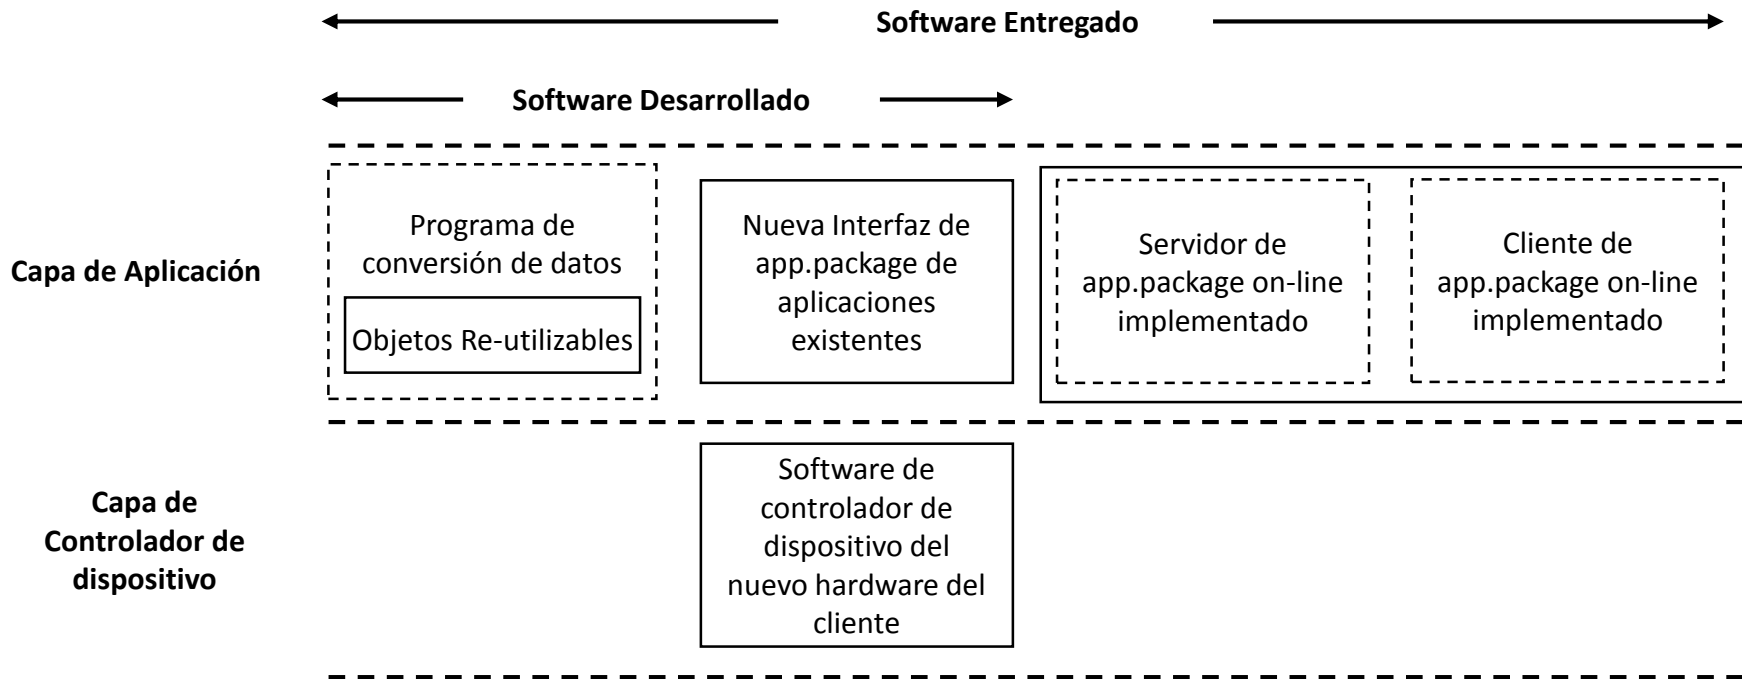 Software Entregado
Software Desarrollado
Capa de Aplicación
Programa de
conversión de datos
Objetos Re-utilizables
Nueva Interfaz de
app.package de
aplicaciones
existentes
Servidor de
app.package on-line
implementado
Cliente de
app.package on-line
implementado
Capa de
Controlador de
dispositivo
Software de
controlador de
dispositivo del
nuevo hardware del
cliente